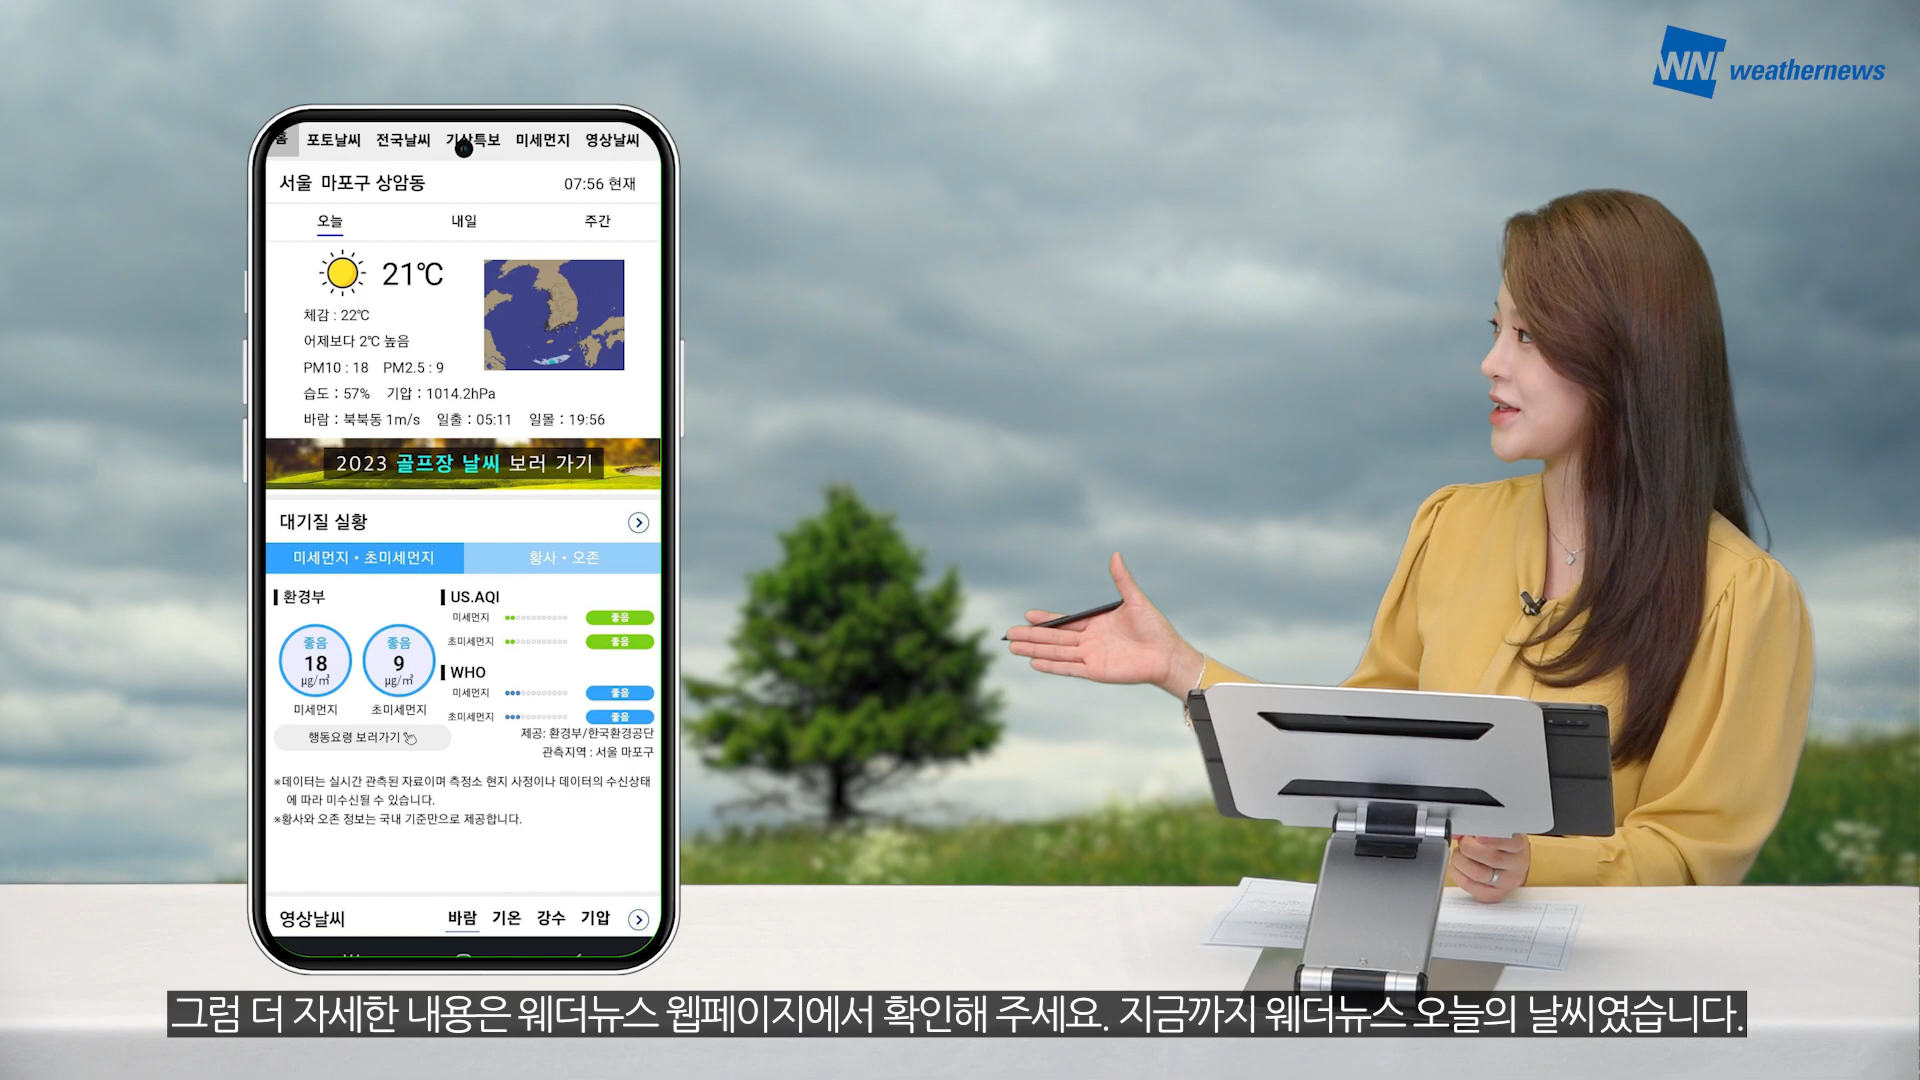 WNI weathernews
홈 포토날씨 전국날씨 기상특보 미세먼지 영상날씨
서울 마포구 상암동 07:56 현재
오늘 내일 주간
21℃
체감 : 22℃
어제보다 2℃ 높음
PM10 : 18 PM2.5 : 9
습도 : 57% 기압 : 1014.2hPa
바람 : 북북동 1m/s 일출 : 05:11 일몰 : 19:56
2023 골프장 날씨 보러 가기
대기질 실황
미세먼지 • 초미세먼지 황사 • 오존
환경부
좋음
18
μg/㎥
미세먼지
좋음
9
μg/㎥
초미세먼지
행동요령 보러가기
US.AQI
미세먼지 좋음
초미세먼지 좋음
WHO
미세먼지 좋음
초미세먼지 좋음
제공: 환경부/한국환경공단
관측지역 : 서울 마포구
※데이터는 실시간 관측된 자료이며 측정소 현지 사정이나 데이터의 수신상태
에 따라 미수신될 수 있습니다.
※황사와 오존 정보는 국내 기준만으로 제공합니다.
영상날씨 바람 기온 강수 기압
그럼 더 자세한 내용은 웨더뉴스 웹페이지에서 확인해 주세요. 지금까지 웨더뉴스 오늘의 날씨였습니다.